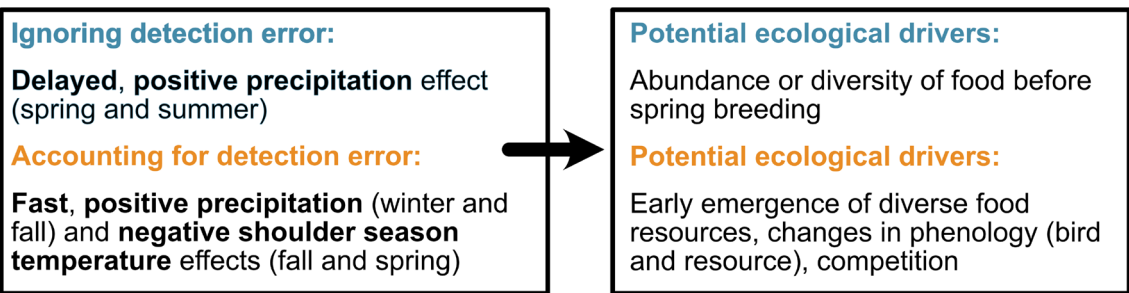 Ignoring detection error:
Delayed, positive precipitation effect
(spring and summer)
Accounting for detection error:
Fast, positive precipitation (winter and
fall) and negative shoulder season
temperature effects (fall and spring)
Potential ecological drivers:
Abundance or diversity of food before
spring breeding
Potential ecological drivers:
Early emergence of diverse food
resources, changes in phenology (bird
and resource), competition